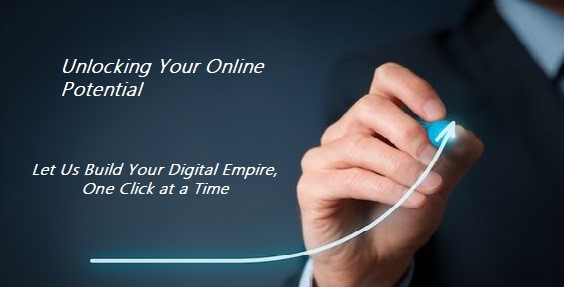 Unlocking Your Online
Potential
Let Us Build Your Digital Empire,
One Click at a Time